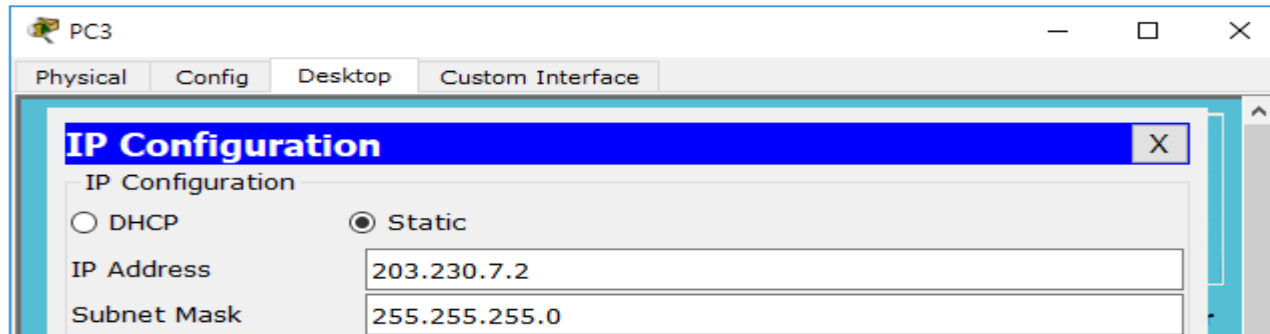 PC3
Physical Config Desktop Custom Interface
IP Configuration X
IP Configuration
DHCP Static
IP Address 203.230.7.2
Subnet Mask 255.255.255.0